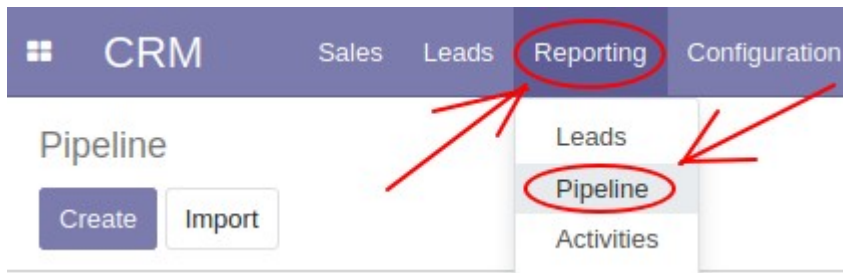 CRM Sales Leads Reporting Configuration
Pipeline
Create Import
Leads
Pipeline
Activities